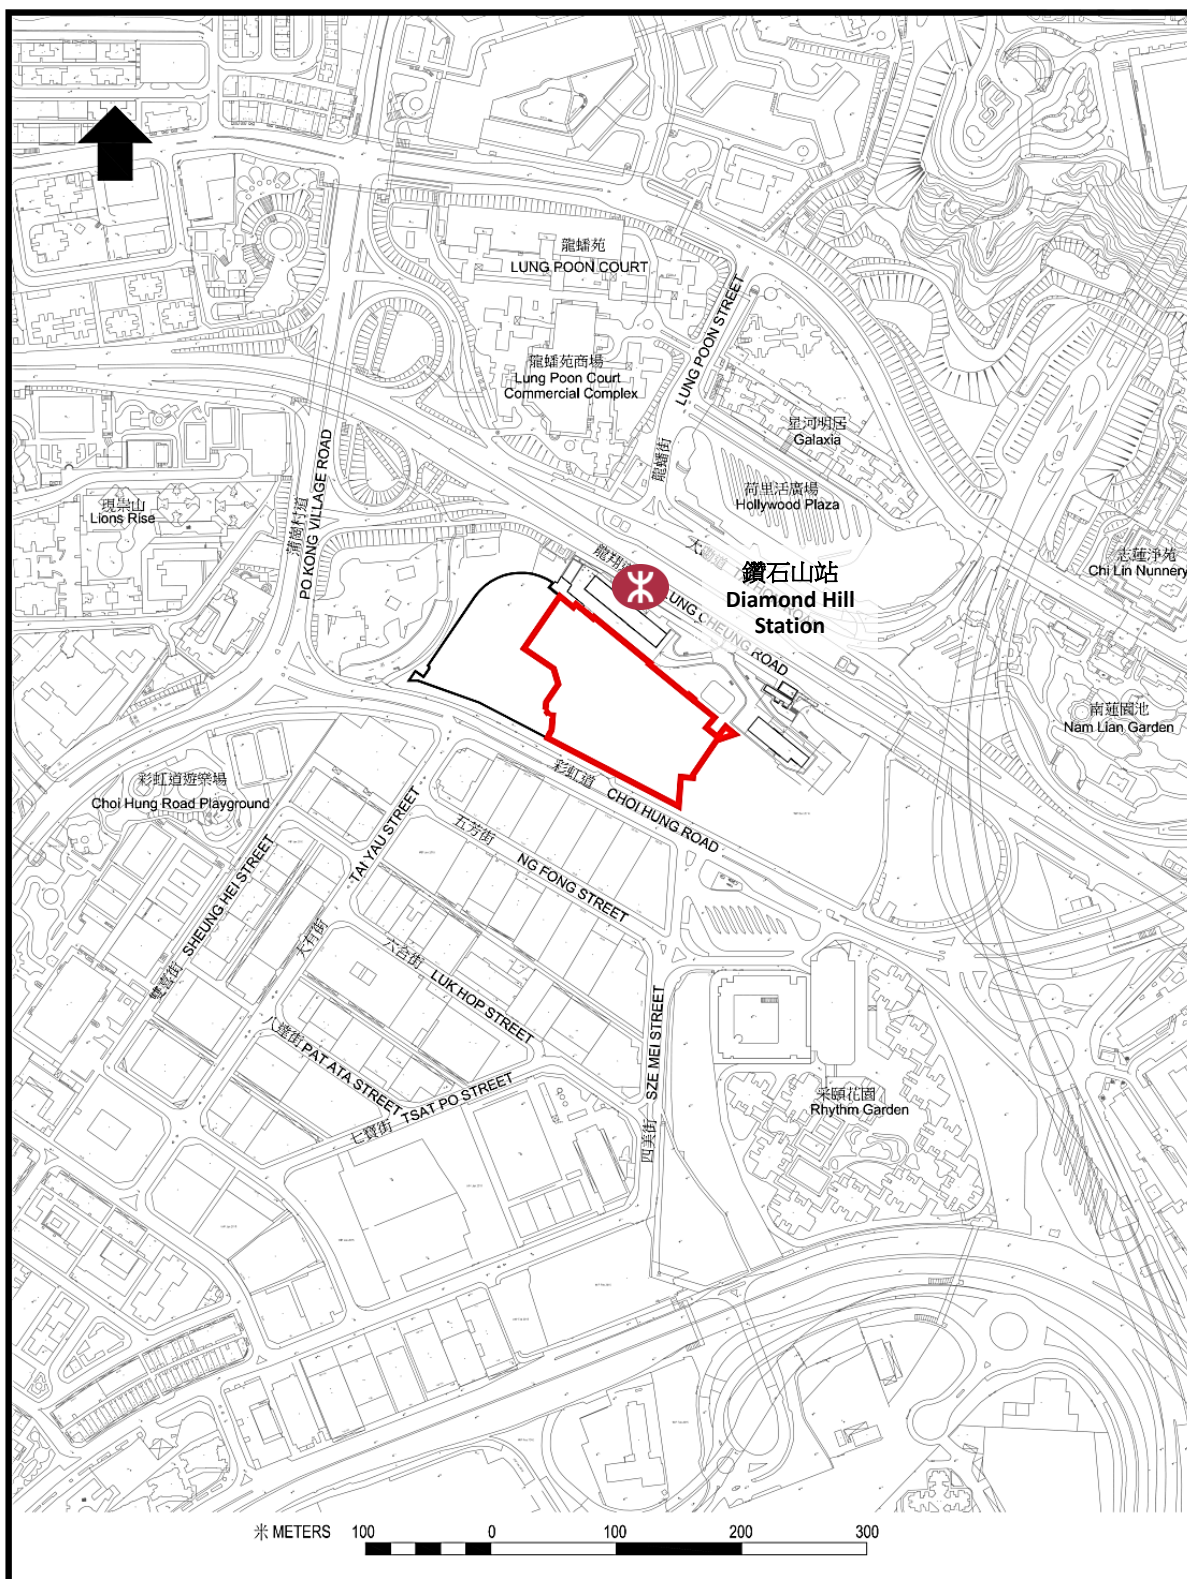 龍蟠苑
LUNG POON COURT
LUNG POON STREET
龍蟠街
龍蟠苑商場
Lung Poon Court
Commercial Complex
星河明居
Galaxia
荷里活廣場
Hollywood Plaza
現崇山
Lions Rise
蒲崗村道
PO KONG VILLAGE ROAD
志蓮淨苑
Chi Lin Nunnery
鑽石山站
Diamond Hill
Station
LUNG CHEUNG ROAD
南蓮園池
Nam Lian Garden
彩虹道遊樂場
Choi Hung Road Playground
彩虹道
CHOI HUNG ROAD
TAI YAU STREET
大有街
五芳街
NG FONG STREET
雙喜街 SHEUNG HEI STREET
六合街
LUK HOP STREET
八達街 PAT ATA STREET
七寶街 TSAT PO STREET
四美街 SZE MEI STREET
采頤花園
Rhythm Garden
米 METERS 100 0 100 200 300